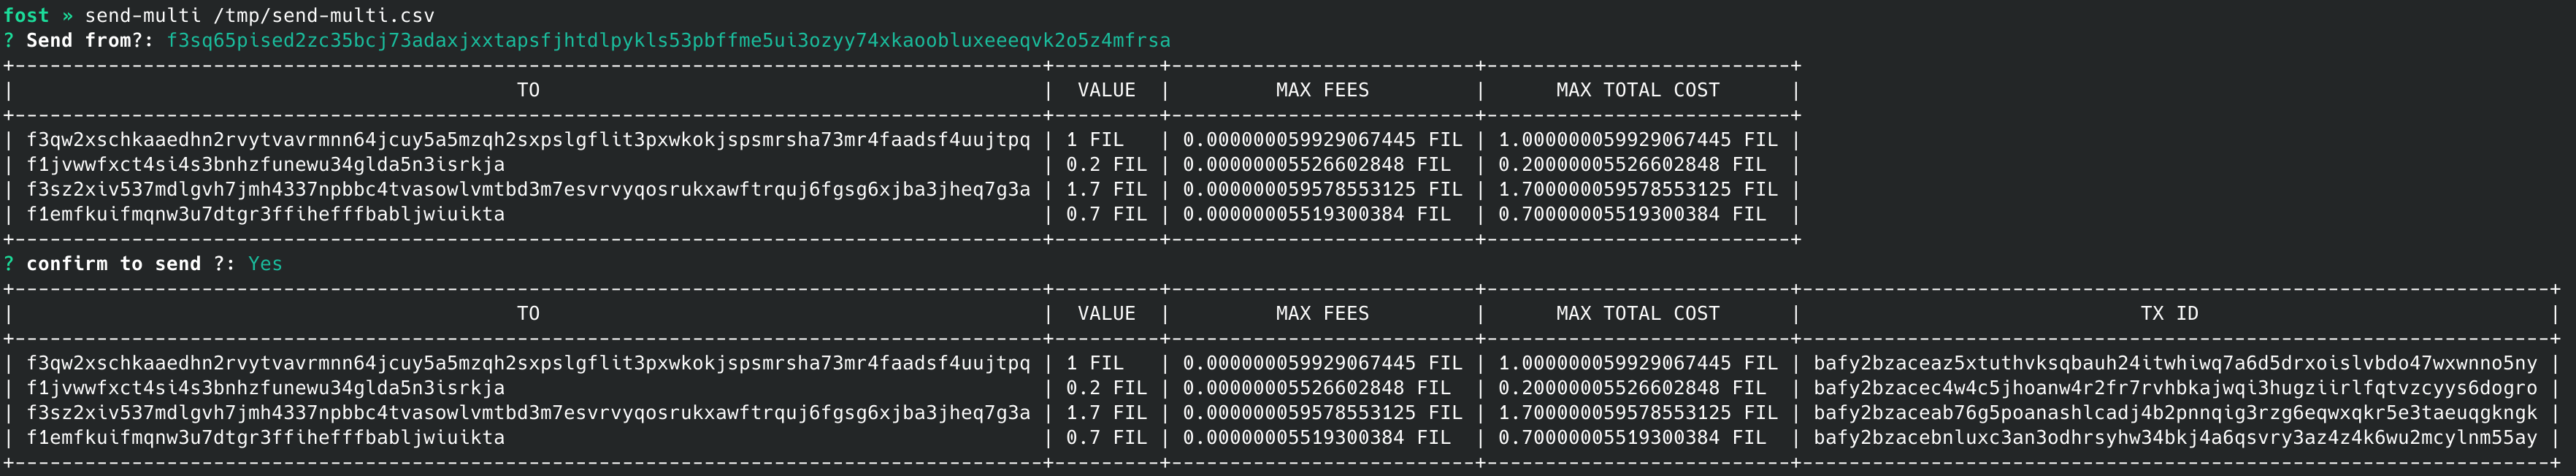 fost » send-multi /tmp/send-multi.csv
? Send from?: f3sq65pised2zc35bcj73adaxjxxtapsfjhtdlpykls53pbffme5ui3ozyy74xkaoobluxeeeqvk2o5z4mfrsa
TO | VALUE | MAX FEES | MAX TOTAL COST
f3qw2xschkaaedhn2rvytvavrmnn64jcuy5a5mzqh2sxpslgflit3pxwkokjspsmrsha73mr4faadsf4uujtpq | 1 FIL | 0.000000059929067445 FIL | 1.000000059929067445 FIL
f1jvwwfxct4si4s3bnhzfunewu34glda5n3isrkja | 0.2 FIL | 0.00000005526602848 FIL | 0.20000005526602848 FIL
f3sz2xiv537mdlgvh7jmh4337npbbc4tvasowlvmtbd3m7esvrvyqosrukxawftrquj6fgsg6xjba3jheq7g3a | 1.7 FIL | 0.000000059578553125 FIL | 1.700000059578553125 FIL
f1emfkuifmqnw3u7dtgr3ffihefffbabljwiuikta | 0.7 FIL | 0.00000005519300384 FIL | 0.70000005519300384 FIL
? confirm to send ?: Yes
TO | VALUE | MAX FEES | MAX TOTAL COST | TX ID
f3qw2xschkaaedhn2rvytvavrmnn64jcuy5a5mzqh2sxpslgflit3pxwkokjspsmrsha73mr4faadsf4uujtpq | 1 FIL | 0.000000059929067445 FIL | 1.000000059929067445 FIL | bafy2bzaceaz5xtuthvksqbauh24itwhiwq7a6d5drxoislvbdo47wxwnno5ny
f1jvwwfxct4si4s3bnhzfunewu34glda5n3isrkja | 0.2 FIL | 0.00000005526602848 FIL | 0.20000005526602848 FIL | bafy2bzacec4w4c5jhoanw4r2fr7rvhbkajwqi3hugziirlfqtvzcyys6dogro
f3sz2xiv537mdlgvh7jmh4337npbbc4tvasowlvmtbd3m7esvrvyqosrukxawftrquj6fgsg6xjba3jheq7g3a | 1.7 FIL | 0.000000059578553125 FIL | 1.700000059578553125 FIL | bafy2bzaceab76g5poanashlcadj4b2pnnqig3rzg6eqwxqkr5e3taeuqgkngk
f1emfkuifmqnw3u7dtgr3ffihefffbabljwiuikta | 0.7 FIL | 0.00000005519300384 FIL | 0.70000005519300384 FIL | bafy2bzacebnluxc3an3odhrsyhw34bkj4a6qsvry3az4z4k6wu2mcylnm55ay